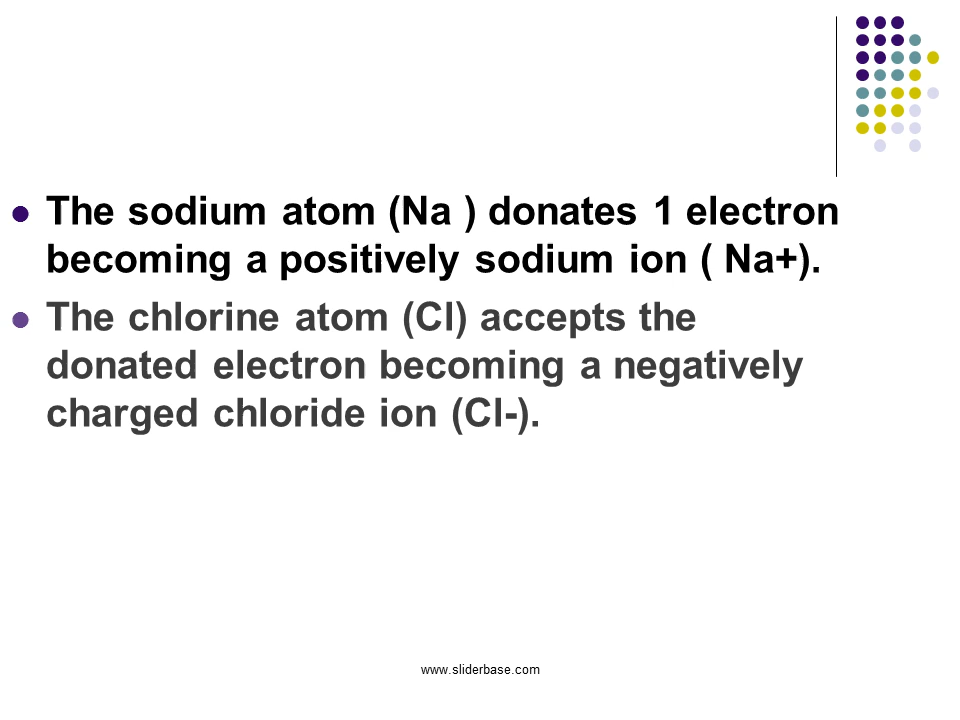 The sodium atom (Na ) donates 1 electron
becoming a positively sodium ion ( Na+).
The chlorine atom (Cl) accepts the
donated electron becoming a negatively
charged chloride ion (Cl-).
www.sliderbase.com